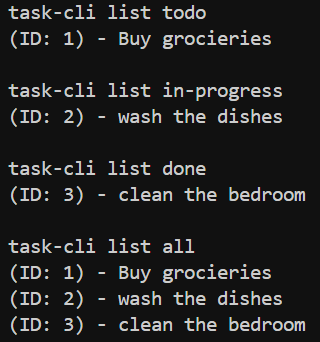 task-cli list todo
(ID: 1) - Buy grocieries
task-cli list in-progress
(ID: 2) - wash the dishes
task-cli list done
(ID: 3) - clean the bedroom
task-cli list all
(ID: 1) - Buy grocieries
(ID: 2) - wash the dishes
(ID: 3) - clean the bedroom